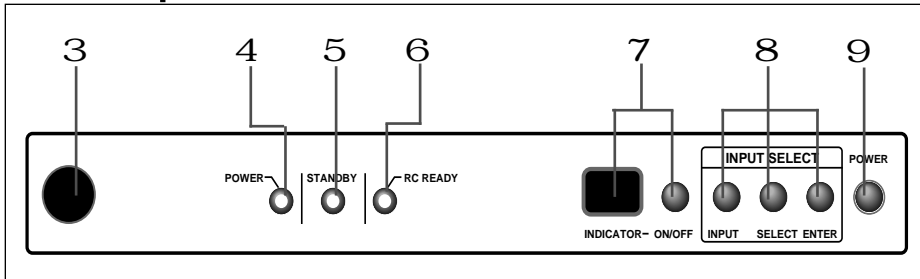 3 4 5 6 7 8 9
INPUT SELECT POWER
POWER STANDBY RC READY
INDICATOR ON/OFF INPUT SELECT ENTER